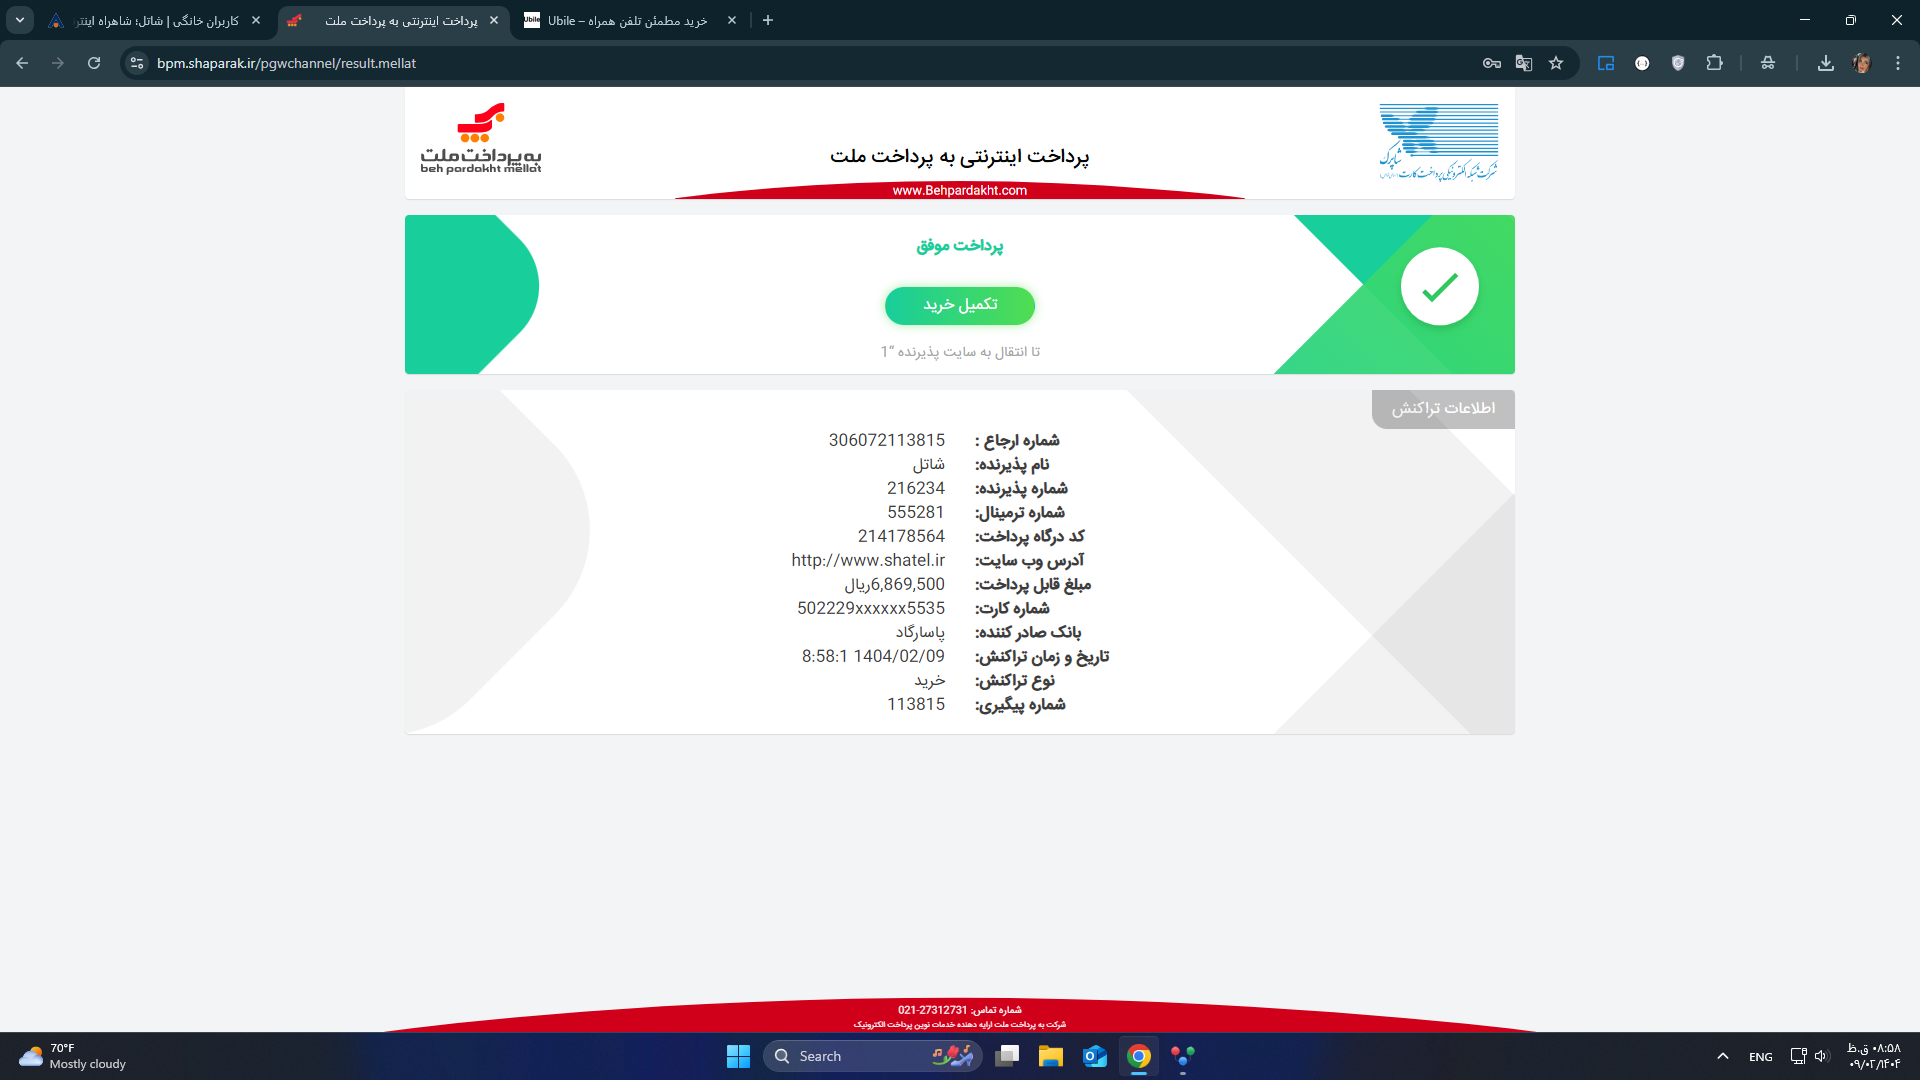 کاربران خانگی | شاتل؛ شاهراه اینتر
پرداخت اینترنتی به پرداخت ملت
Ubile – خرید مطمئن تلفن همراه
bpm.shaparak.ir/pgwchannel/result.mellat
به پرداخت ملت
beh pardakht mellat
پرداخت اینترنتی به پرداخت ملت
www.Behpardakht.com
شاپرک
شرکت شبکه الکترونیکی پرداخت کارت
پرداخت موفق
تکمیل خرید
تا انتقال به سایت پذیرنده "1
اطلاعات تراکنش
شماره ارجاع : 306072113815
نام پذیرنده: شاتل
شماره پذیرنده: 216234
شماره ترمینال: 555281
کد درگاه پرداخت: 214178564
آدرس وب سایت: http://www.shatel.ir
مبلغ قابل پرداخت: 6,869,500ریال
شماره کارت: 502229xxxxxx5535
بانک صادر کننده: پاسارگاد
تاریخ و زمان تراکنش: 1404/02/09 8:58:1
نوع تراکنش: خرید
شماره پیگیری: 113815
شماره تماس: 27312731-021
شرکت به پرداخت ملت ارایه دهنده خدمات نوین پرداخت الکترونیک
70°F
Mostly cloudy
Search
ENG
۰۸:۵۸ ق.ظ
۰۹/۰۲/۱۴۰۴